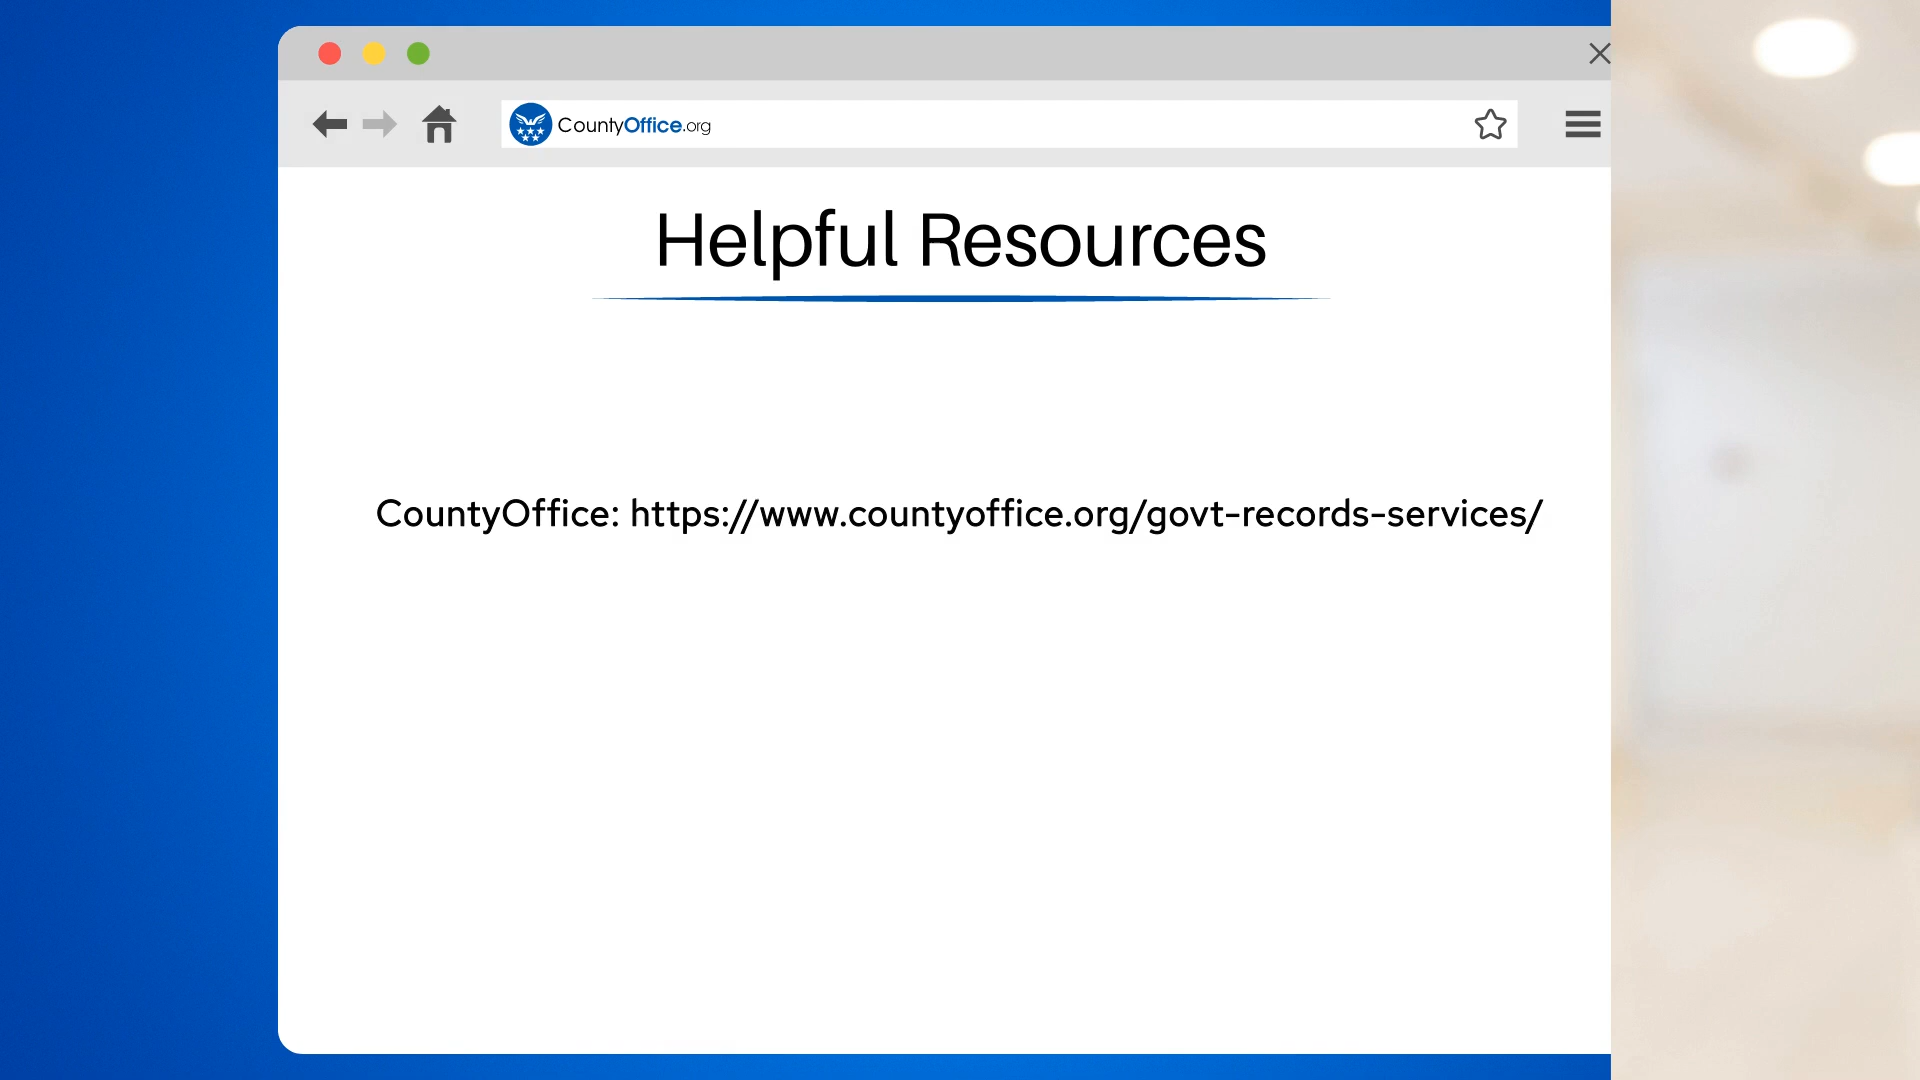 CountyOffice.org
Helpful Resources
CountyOffice: https://www.countyoffice.org/govt-records-services/